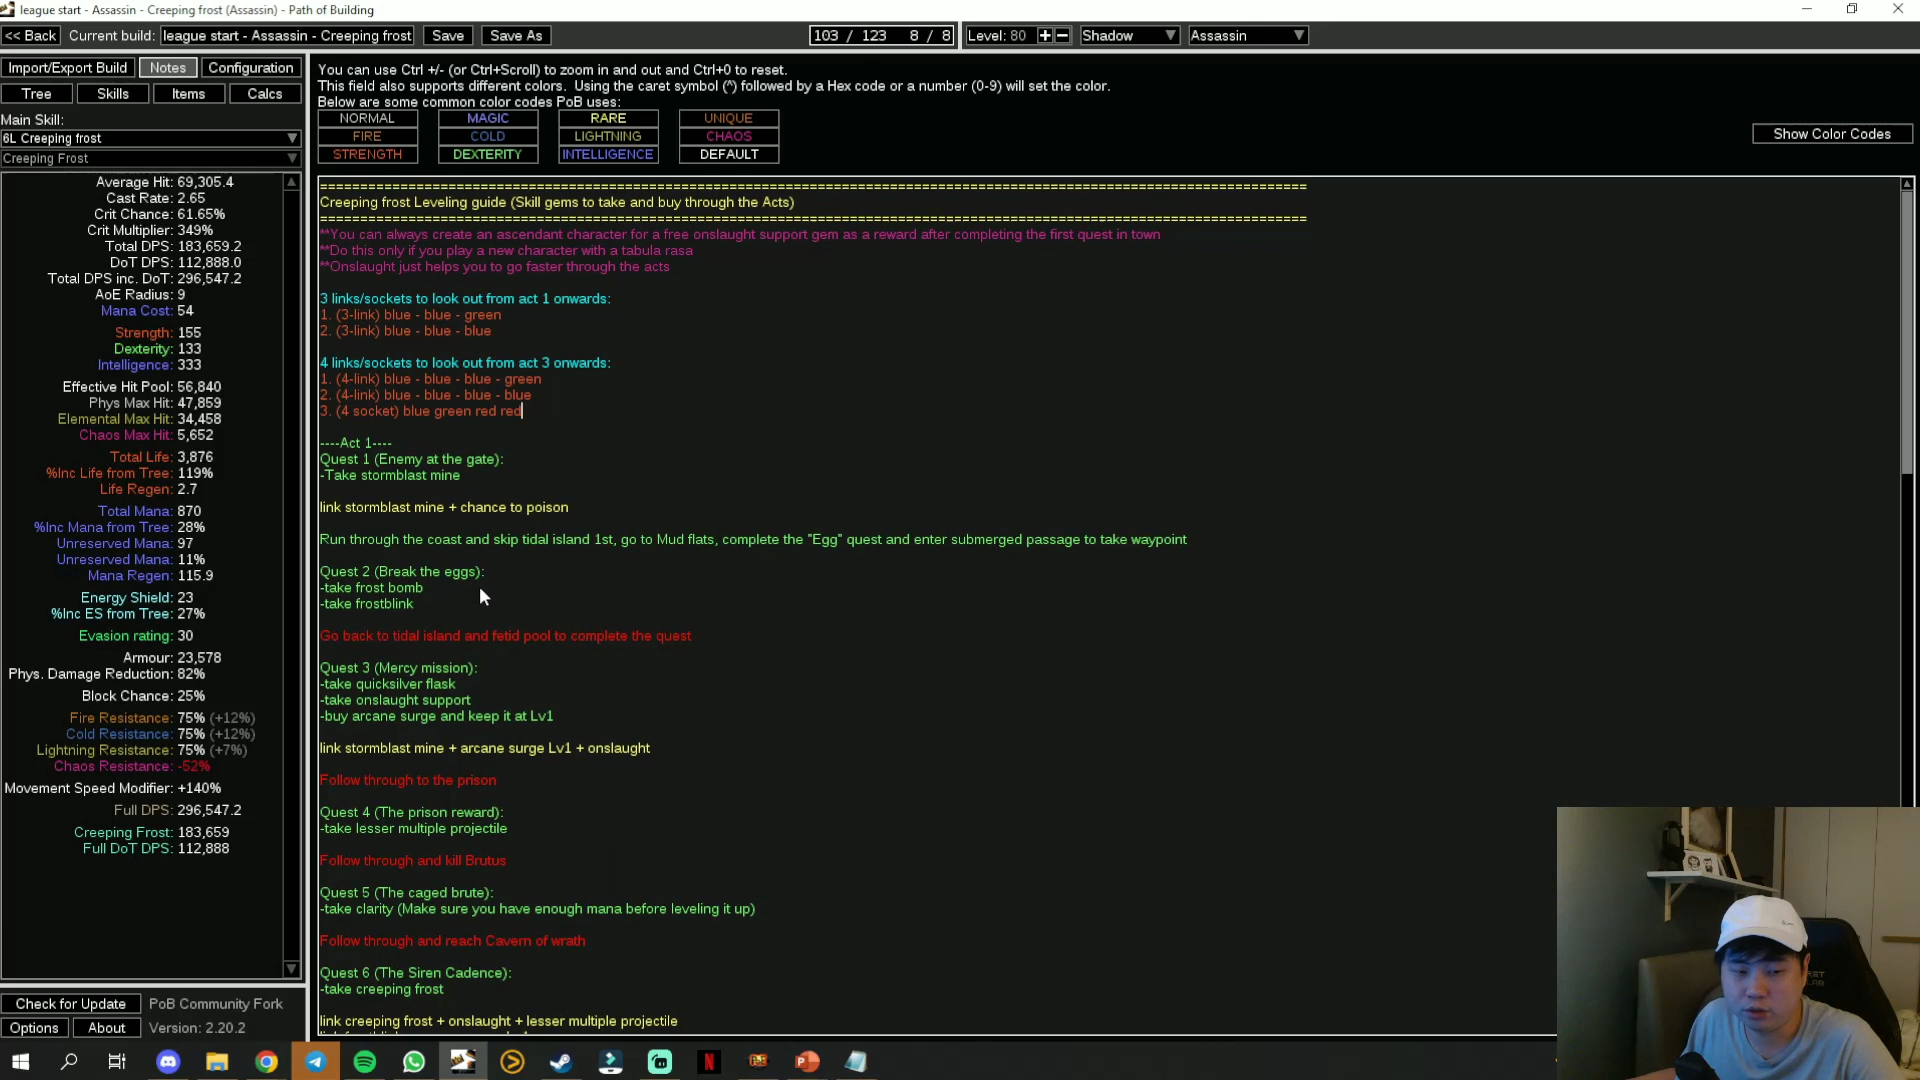 league start - Assassin - Creeping frost (Assassin) - Path of Building
<< Back Current build: league start - Assassin - Creeping frost Save Save As 103 / 123 8 / 8 Level: 80 Shadow Assassin
Import/Export Build Notes Configuration
Tree Skills Items Calcs
Main Skill:
6L Creeping frost
Creeping Frost
Average Hit: 69,305.4
Cast Rate: 2.65
Crit Chance: 61.65%
Crit Multiplier: 349%
Total DPS: 183,659.2
DoT DPS: 112,888.0
Total DPS inc. DoT: 296,547.2
AoE Radius: 9
Mana Cost: 54
Strength: 155
Dexterity: 133
Intelligence: 333
Effective Hit Pool: 56,840
Phys Max Hit: 47,859
Elemental Max Hit: 34,458
Chaos Max Hit: 5,652
Total Life: 3,876
%Inc Life from Tree: 119%
Life Regen: 2.7
Total Mana: 870
%Inc Mana from Tree: 28%
Unreserved Mana: 97
Unreserved Mana: 11%
Mana Regen: 115.9
Energy Shield: 23
%Inc ES from Tree: 27%
Evasion rating: 30
Armour: 23,578
Phys. Damage Reduction: 82%
Block Chance: 25%
Fire Resistance: 75% (+12%)
Cold Resistance: 75% (+12%)
Lightning Resistance: 75% (+7%)
Chaos Resistance: -52%
Movement Speed Modifier: +140%
Full DPS: 296,547.2
Creeping Frost: 183,659
Full DoT DPS: 112,888
Check for Update PoB Community Fork
Options About Version: 2.20.2
You can use Ctrl +/- (or Ctrl+Scroll) to zoom in and out and Ctrl+0 to reset.
This field also supports different colors. Using the caret symbol (^) followed by a Hex code or a number (0-9) will set the color.
Below are some common color codes PoB uses:
NORMAL MAGIC RARE UNIQUE
FIRE COLD LIGHTNING CHAOS
STRENGTH DEXTERITY INTELLIGENCE DEFAULT
Show Color Codes
Creeping frost Leveling guide (Skill gems to take and buy through the Acts)
**You can always create an ascendant character for a free onslaught support gem as a reward after completing the first quest in town
**Do this only if you play a new character with a tabula rasa
**Onslaught just helps you to go faster through the acts
3 links/sockets to look out from act 1 onwards:
1. (3-link) blue - blue - green
2. (3-link) blue - blue - blue
4 links/sockets to look out from act 3 onwards:
1. (4-link) blue - blue - blue - green
2. (4-link) blue - blue - blue - blue
3. (4 socket) blue green red red
----Act 1----
Quest 1 (Enemy at the gate):
-Take stormblast mine
link stormblast mine + chance to poison
Run through the coast and skip tidal island 1st, go to Mud flats, complete the "Egg" quest and enter submerged passage to take waypoint
Quest 2 (Break the eggs):
-take frost bomb
-take frostblink
Go back to tidal island and fetid pool to complete the quest
Quest 3 (Mercy mission):
-take quicksilver flask
-take onslaught support
-buy arcane surge and keep it at Lv1
link stormblast mine + arcane surge Lv1 + onslaught
Follow through to the prison
Quest 4 (The prison reward):
-take lesser multiple projectile
Follow through and kill Brutus
Quest 5 (The caged brute):
-take clarity (Make sure you have enough mana before leveling it up)
Follow through and reach Cavern of wrath
Quest 6 (The Siren Cadence):
-take creeping frost
link creeping frost + onslaught + lesser multiple projectile